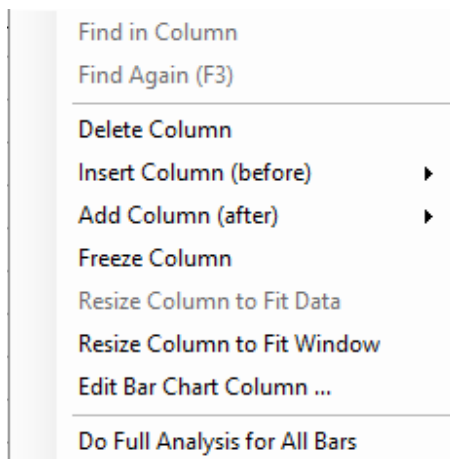 Find in Column
Find Again (F3)
Delete Column
Insert Column (before)
Add Column (after)
Freeze Column
Resize Column to Fit Data
Resize Column to Fit Window
Edit Bar Chart Column ...
Do Full Analysis for All Bars